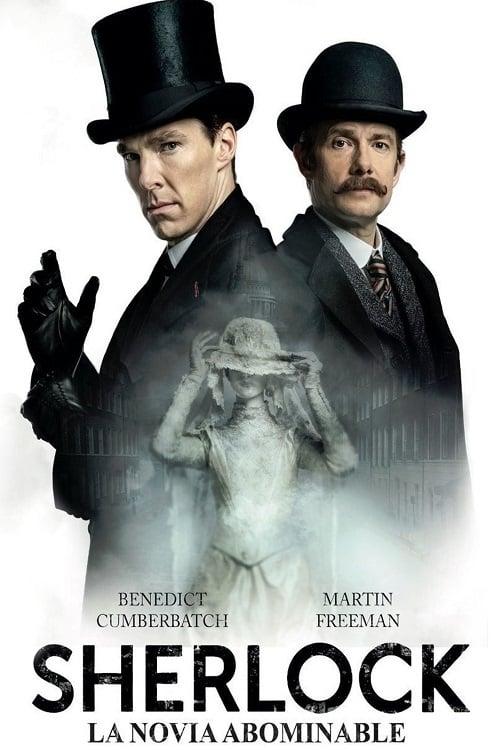 BENEDICT
CUMBERBATCH
MARTIN
FREEMAN
SHERLOCK
LA NOVIA ABOMINABLE